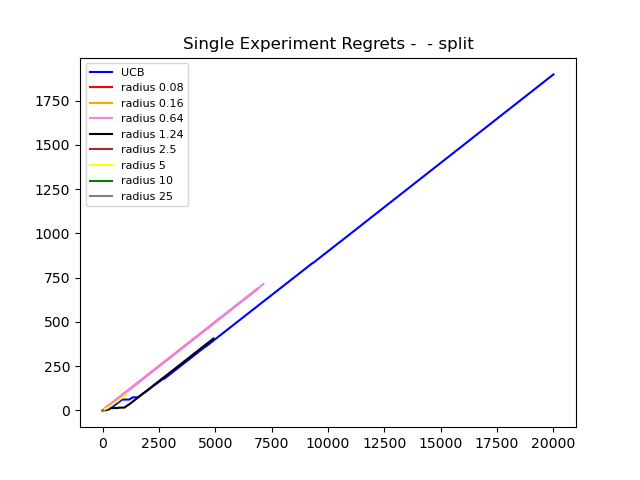 Single Experiment Regrets -  - split
UCB
radius 0.08
radius 0.16
radius 0.64
radius 1.24
radius 2.5
radius 5
radius 10
radius 25
1750
1500
1250
1000
750
500
250
0
0 2500 5000 7500 10000 12500 15000 17500 20000